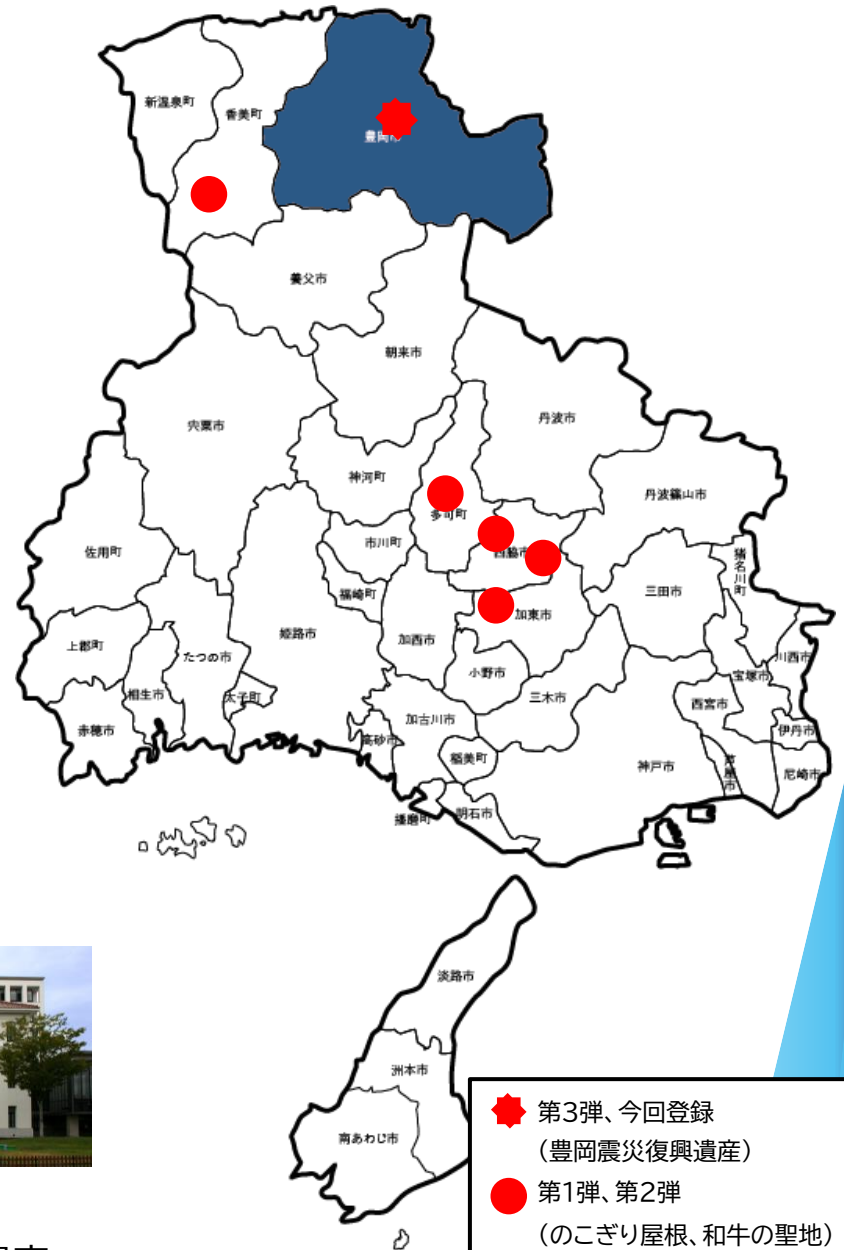 新温泉町
香美町
豊岡市
養父市
朝来市
宍粟市
丹波市
神河町
多可町
丹波篠山市
佐用町
市川町
西脇市
猪名川町
福崎町
三田市
姫路市
加西市
加東市
上郡町
たつの市
小野市
川西市
相生市
太子町
三木市
宝塚市
西宮市
赤穂市
加古川市
伊丹市
高砂市
稲美町
神戸市
芦屋市
尼崎市
播磨町
明石市
淡路市
洲本市
南あわじ市
第3弾、今回登録
(豊岡震災復興遺産)
第1弾、第2弾
(のこぎり屋根、和牛の聖地)